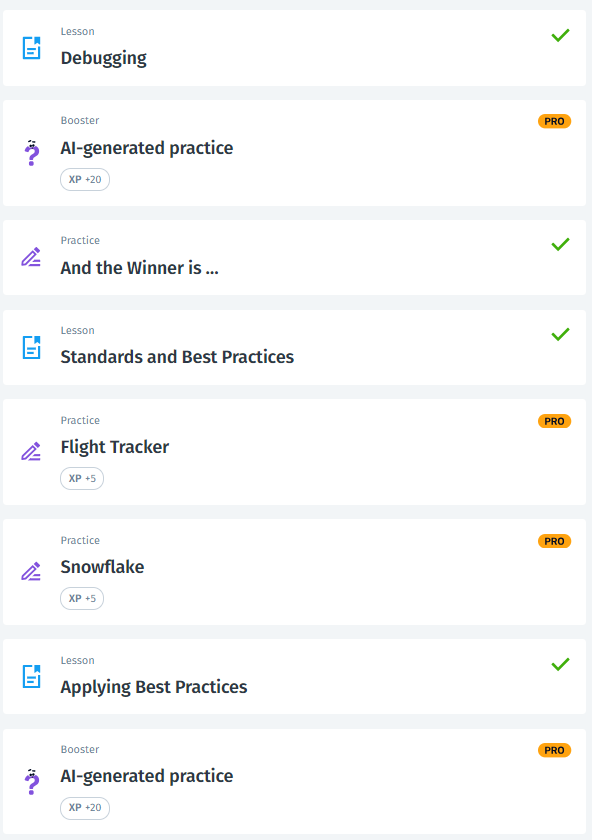 Lesson
Debugging
Booster
PRO
AI-generated practice
XP +20
Practice
And the Winner is ...
Lesson
Standards and Best Practices
Practice
PRO
Flight Tracker
XP +5
Practice
PRO
Snowflake
XP +5
Lesson
Applying Best Practices
Booster
PRO
AI-generated practice
XP +20